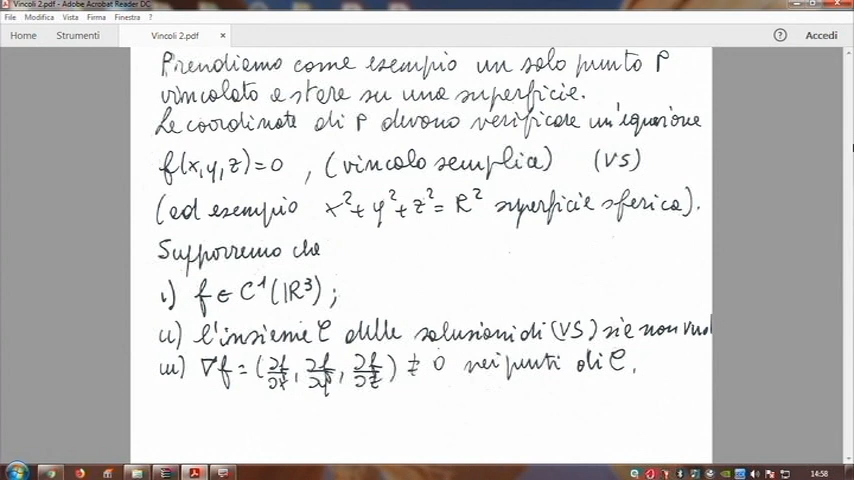 Vincoli 2.pdf - Adobe Acrobat Reader DC
File Modifica Vista Firma Finestra ?
Home Strumenti Vincoli 2.pdf × Accedi
Prendiamo come esempio un solo punto P
vincolato a stare su una superficie.
Le coordinate di P devono verificare un'equazione
f(x,y,z)=0 , (vincolo semplice) (VS)
(ad esempio x²+y²+z²=R² superficie sferica).
Supporremo che
i) f ∈ C¹(ℝ³) ;
ii) l'insieme C delle soluzioni di (VS) sia non vuo
iii) ∇f = (∂f/∂x, ∂f/∂y, ∂f/∂z) ≠ 0 nei punti di C.
14:58